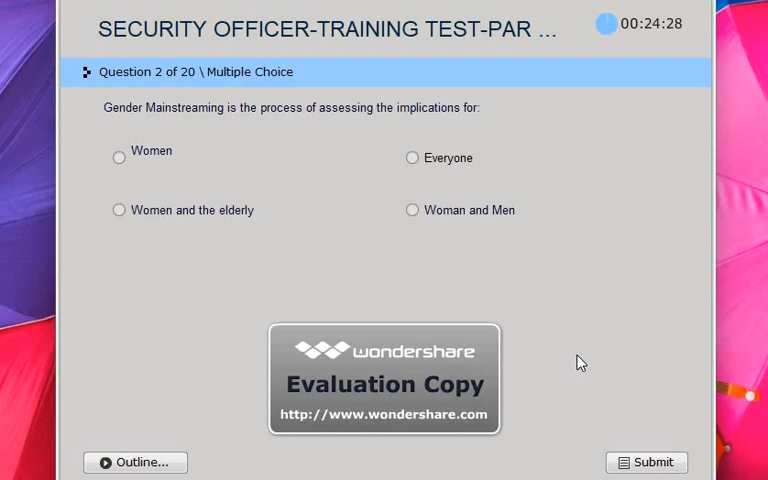 SECURITY OFFICER-TRAINING TEST-PAR ...
00:24:28
Question 2 of 20 \ Multiple Choice
Gender Mainstreaming is the process of assessing the implications for:
Women
Everyone
Women and the elderly
Woman and Men
wondershare
Evaluation Copy
http://www.wondershare.com
Outline...
Submit